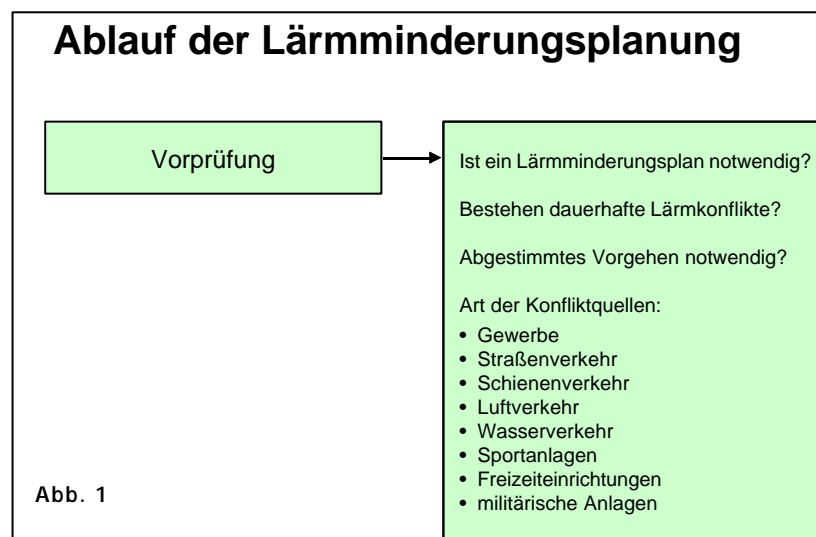 Ablauf der Lärmminderungsplanung
Vorprüfung
Ist ein Lärmminderungsplan notwendig?
Bestehen dauerhafte Lärmkonflikte?
Abgestimmtes Vorgehen notwendig?
Art der Konfliktquellen:
• Gewerbe
• Straßenverkehr
• Schienenverkehr
• Luftverkehr
• Wasserverkehr
• Sportanlagen
• Freizeiteinrichtungen
• militärische Anlagen
Abb. 1